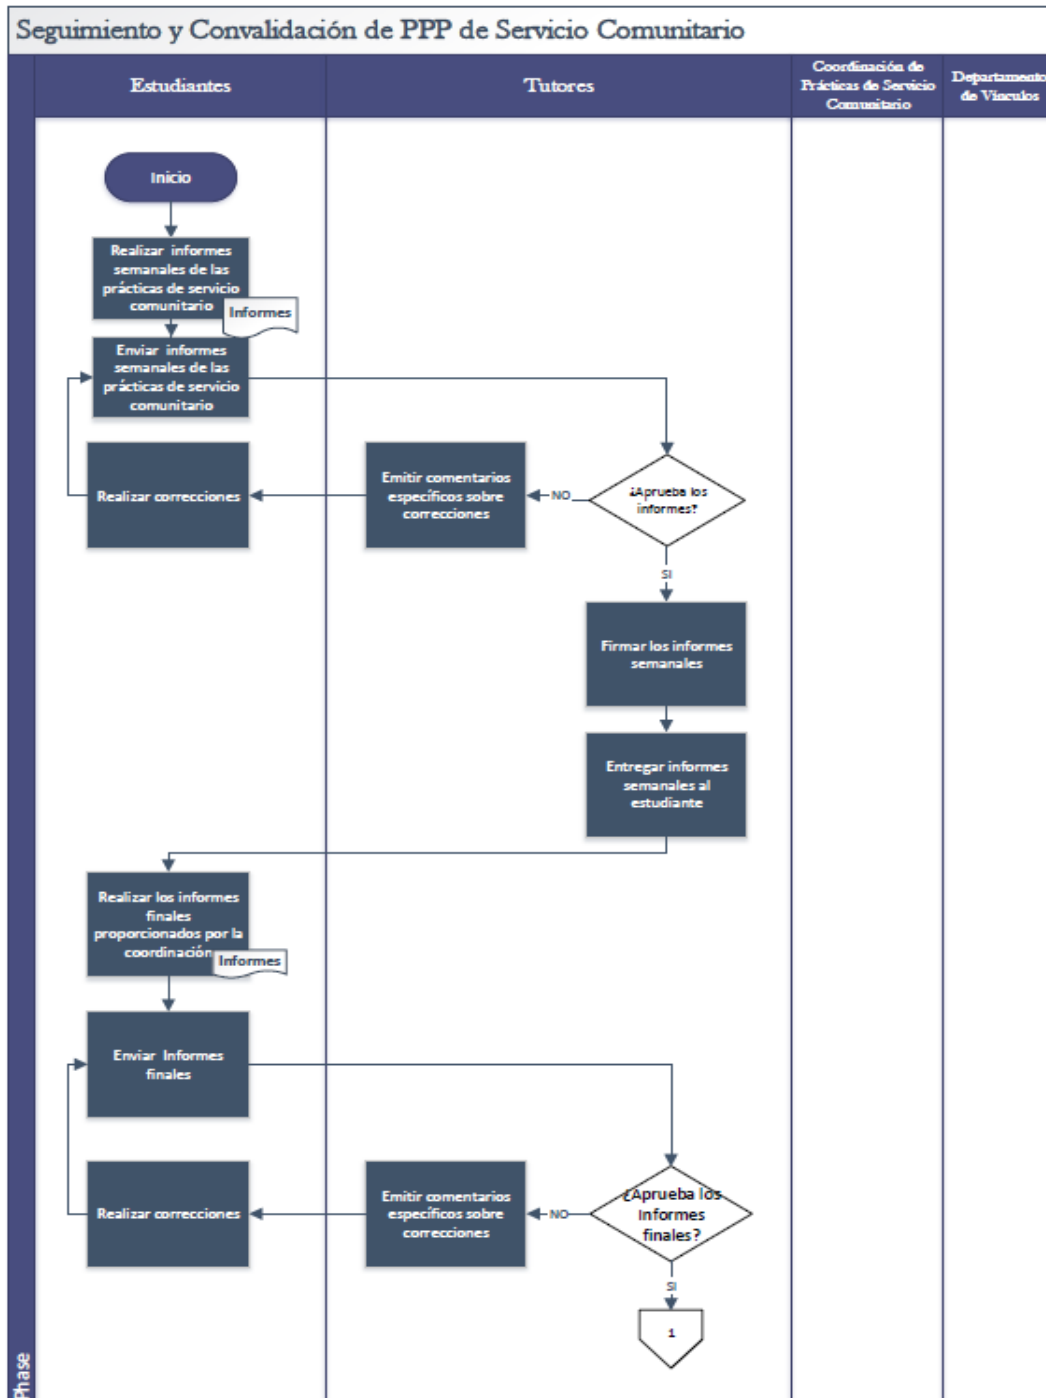 Seguimiento y Convalidación de PPP de Servicio Comunitario
Estudiantes
Tutores
Coordinación de
Prácticas de Servicio
Comunitario
Departamento
de Vínculos
Inicio
Realizar informes
semanales de las
prácticas de servicio
comunitario
Informes
Enviar informes
semanales de las
prácticas de servicio
comunitario
Realizar correcciones
Emitir comentarios
específicos sobre
correcciones
NO
¿Aprueba los
informes?
SI
Firmar los informes
semanales
Entregar informes
semanales al
estudiante
Realizar los informes
finales
proporcionados por la
coordinación
Informes
Enviar Informes
finales
Realizar correcciones
Emitir comentarios
específicos sobre
correcciones
NO
¿Aprueba los
Informes
finales?
SI
1
Phase